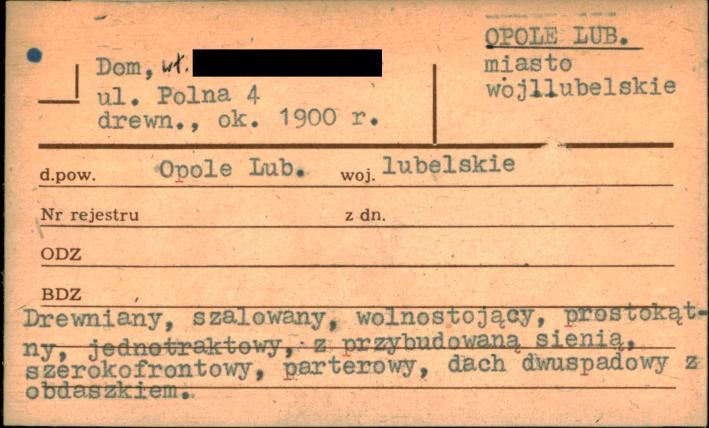 OPOLE LUB.
Dom, wł.
miasto
ul. Polna 4
wojllubelskie
drewn., ok. 1900 r.
d.pow. Opole Lub. woj. lubelskie
Nr rejestru z dn.
ODZ
BDZ
Drewniany, szalowany, wolnostojący, prostokąt-
ny, jednotraktowy, z przybudowaną sienią,
szerokofrontowy, parterowy, dach dwuspadowy z
obdaszkiem.